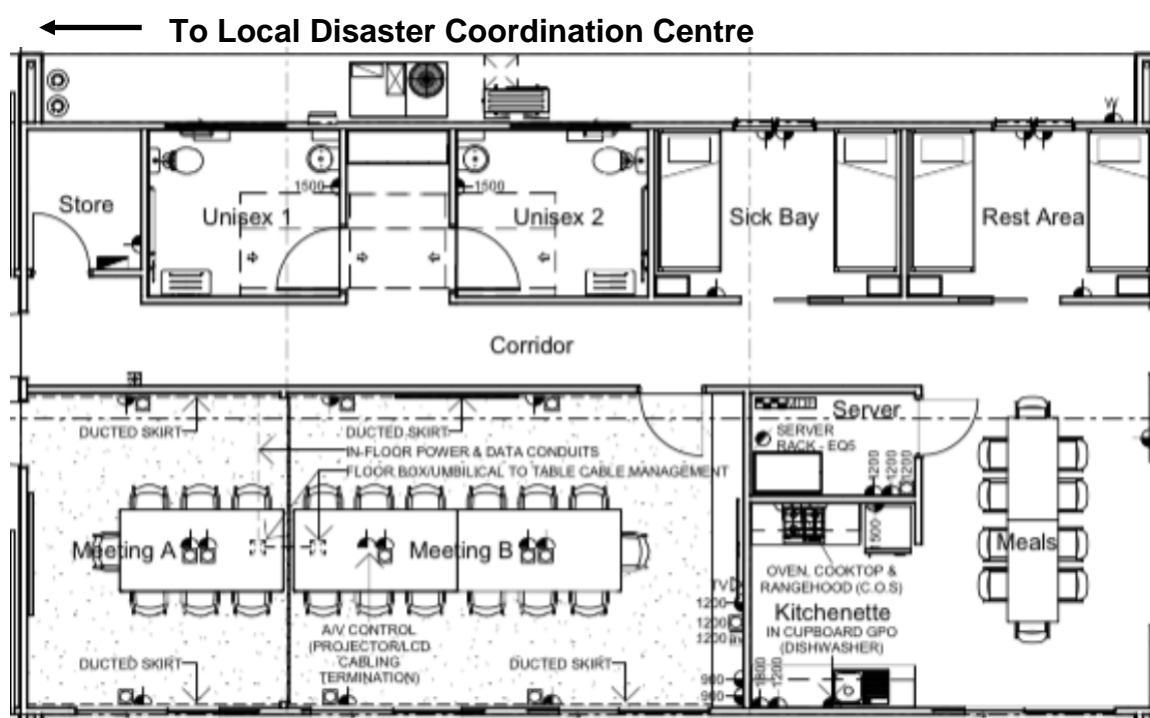 To Local Disaster Coordination Centre
W
Store
Unisex 1
1500
1500
Unisex 2
Sick Bay
Rest Area
Corridor
DUCTED SKIRT
DUCTED SKIRT
IN-FLOOR POWER & DATA CONDUITS
FLOOR BOX/UMBILICAL TO TABLE CABLE MANAGEMENT
Server
SERVER
RACK - EQ5
1200
1200
1200
Meeting A
Meeting B
1500
Meals
OVEN, COOKTOP &
RANGEHOOD (C.O.S)
Kitchenette
IN CUPBOARD GPO
(DISHWASHER)
TV
1200
1200
1200
A/V CONTROL
(PROJECTOR/LCD
CABLING
TERMINATION)
DUCTED SKIRT
DUCTED SKIRT
900
900
1800
1200